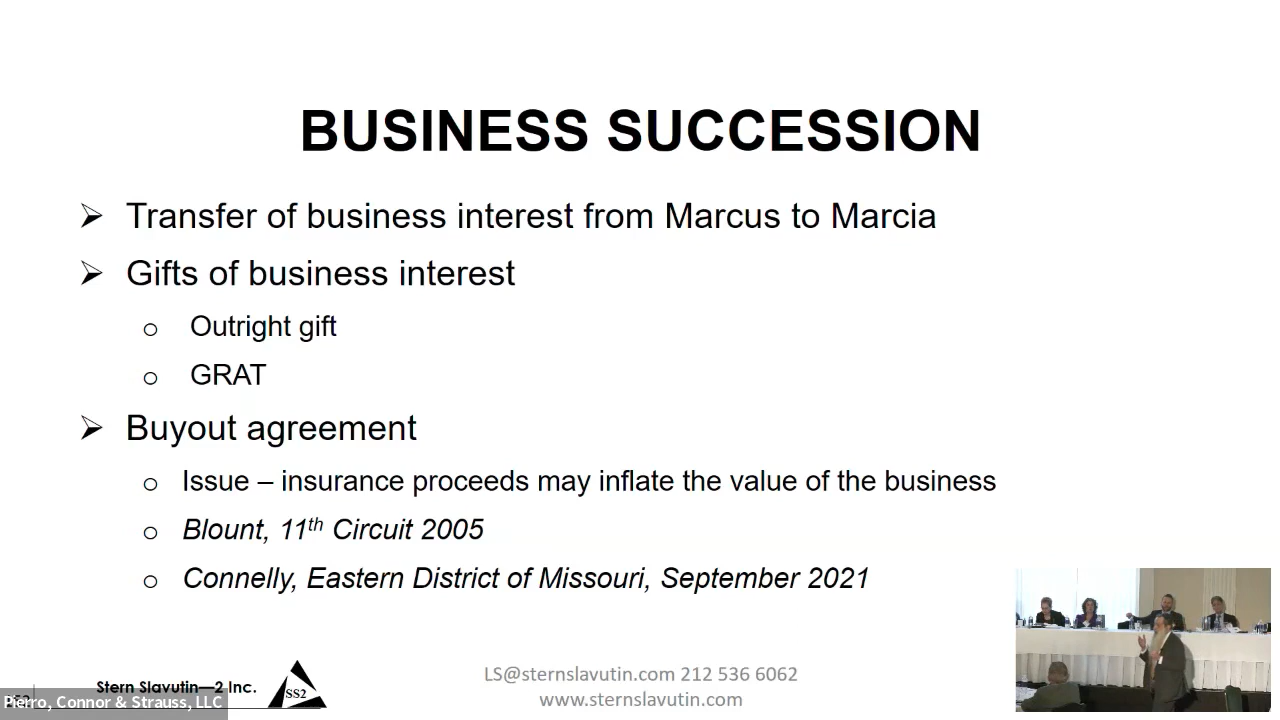 BUSINESS SUCCESSION
Transfer of business interest from Marcus to Marcia
Gifts of business interest
Outright gift
GRAT
Buyout agreement
Issue – insurance proceeds may inflate the value of the business
Blount, 11th Circuit 2005
Connelly, Eastern District of Missouri, September 2021
Stern Slavutin—2 Inc.
SS2
LS@sternslavutin.com 212 536 6062
www.sternslavutin.com
Pierro, Connor & Strauss, LLC